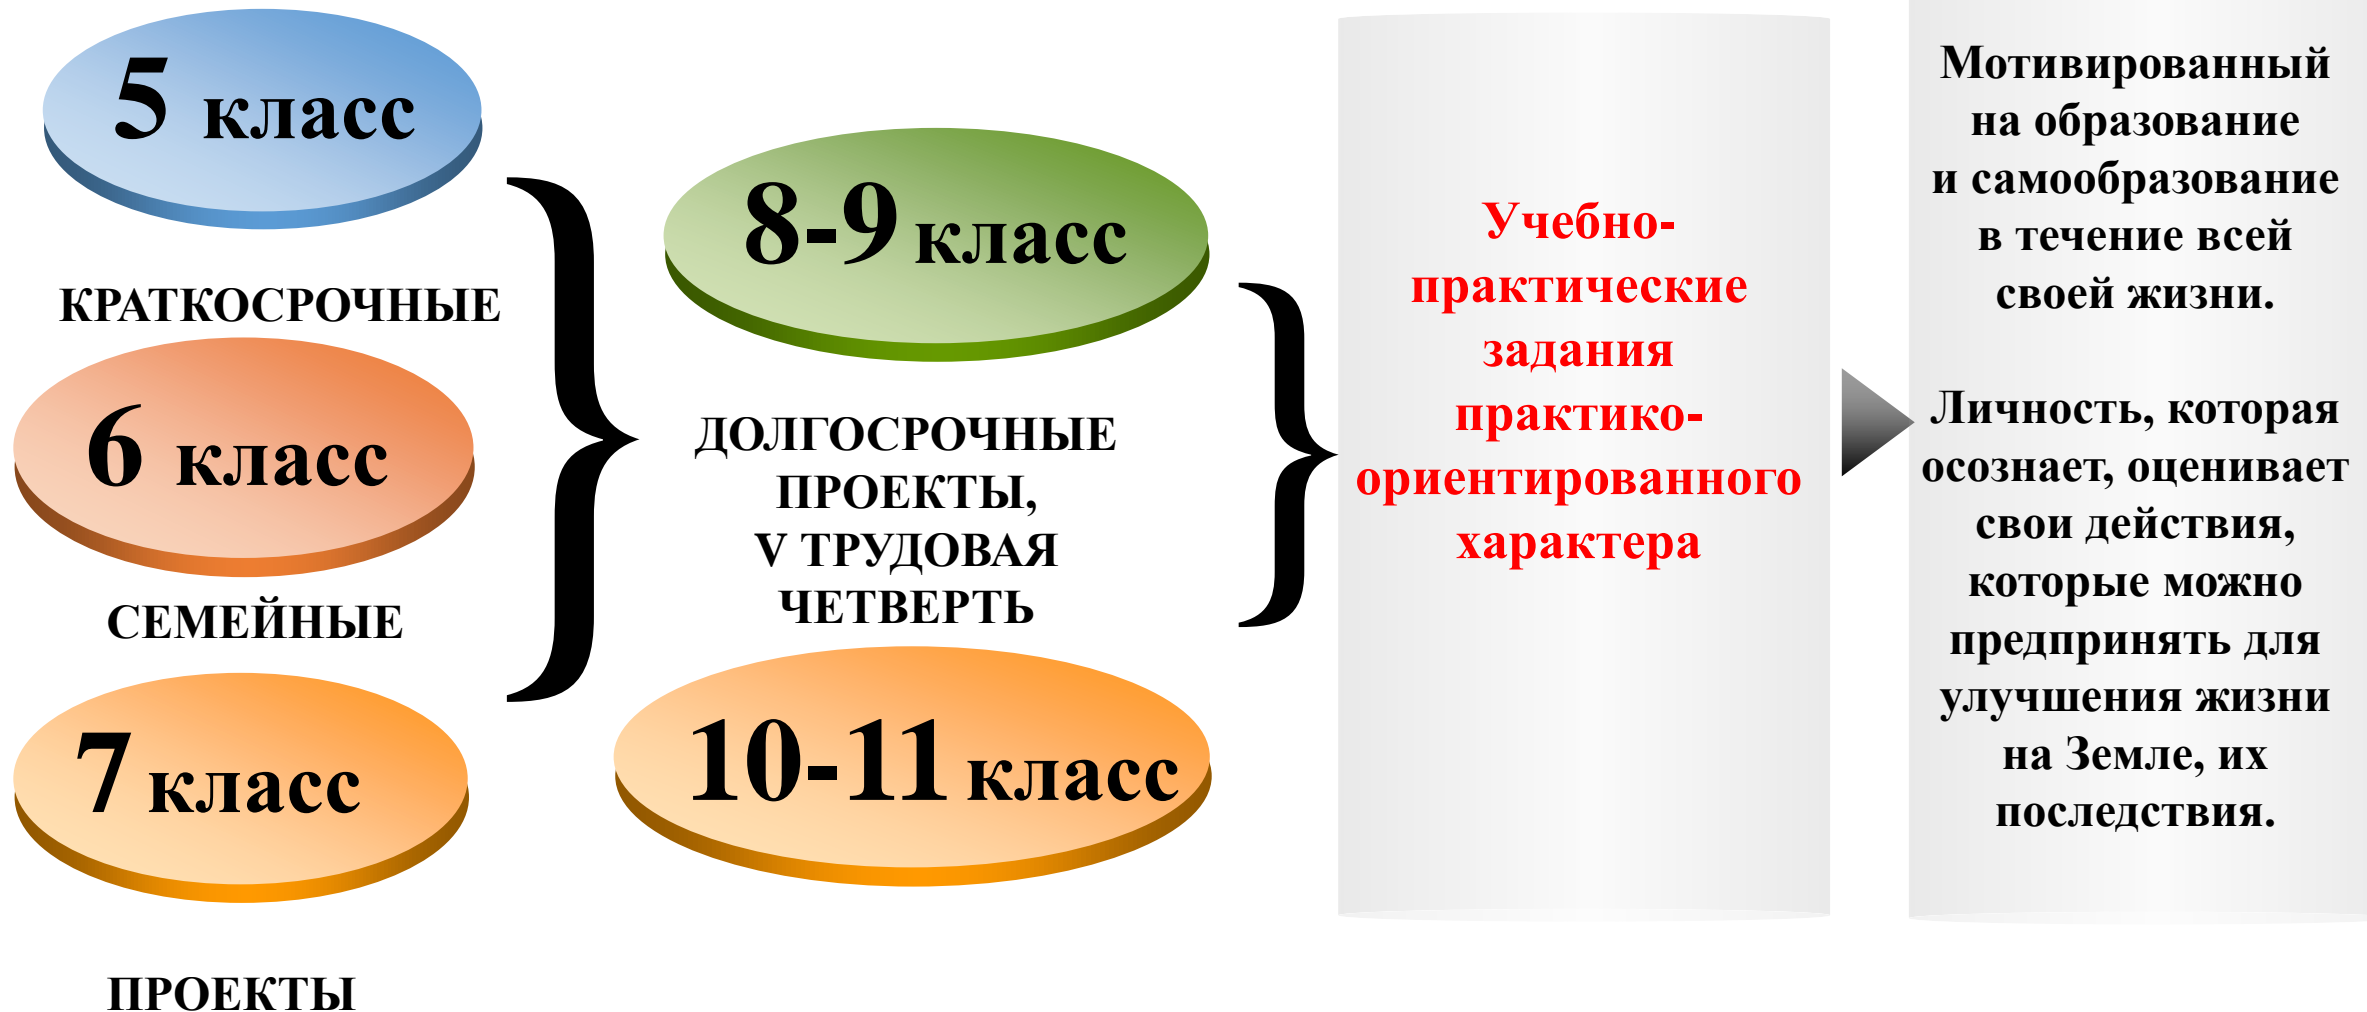 5 класс
КРАТКОСРОЧНЫЕ
6 класс
СЕМЕЙНЫЕ
7 класс
ПРОЕКТЫ
8-9 класс
ДОЛГОСРОЧНЫЕ
ПРОЕКТЫ,
V ТРУДОВАЯ
ЧЕТВЕРТЬ
10-11 класс
Учебно-
практические
задания
практико-
ориентированного
характера
Мотивированный
на образование
и самообразование
в течение всей
своей жизни.
Личность, которая
осознает, оценивает
свои действия,
которые можно
предпринять для
улучшения жизни
на Земле, их
последствия.